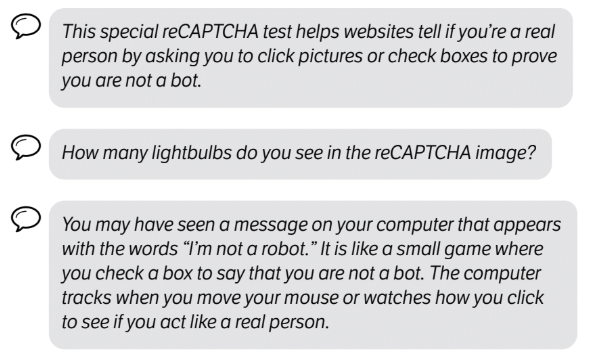 This special reCAPTCHA test helps websites tell if you're a real
person by asking you to click pictures or check boxes to prove
you are not a bot.
How many lightbulbs do you see in the reCAPTCHA image?
You may have seen a message on your computer that appears
with the words “I'm not a robot.” It is like a small game where
you check a box to say that you are not a bot. The computer
tracks when you move your mouse or watches how you click
to see if you act like a real person.